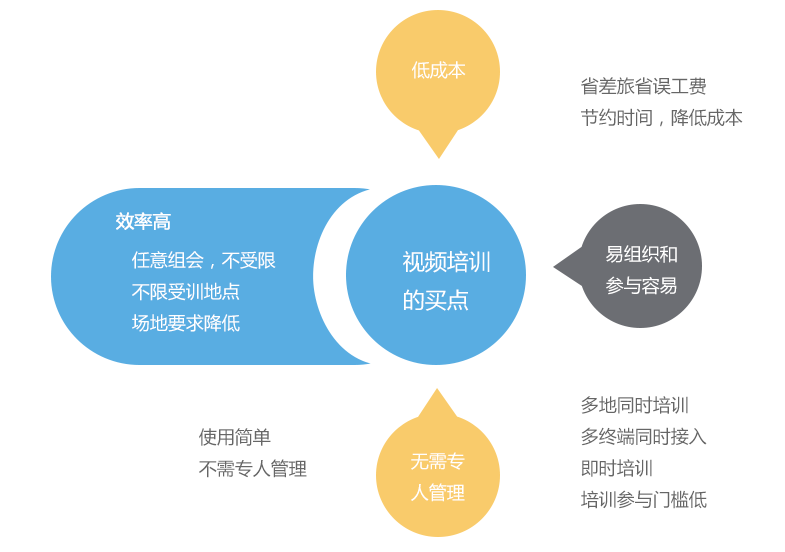 低成本
省差旅省误工费
节约时间，降低成本
效率高
任意组会，不受限
不限受训地点
场地要求降低
视频培训
的买点
易组织和
参与容易
使用简单
不需专人管理
无需专
人管理
多地同时培训
多终端同时接入
即时培训
培训参与门槛低